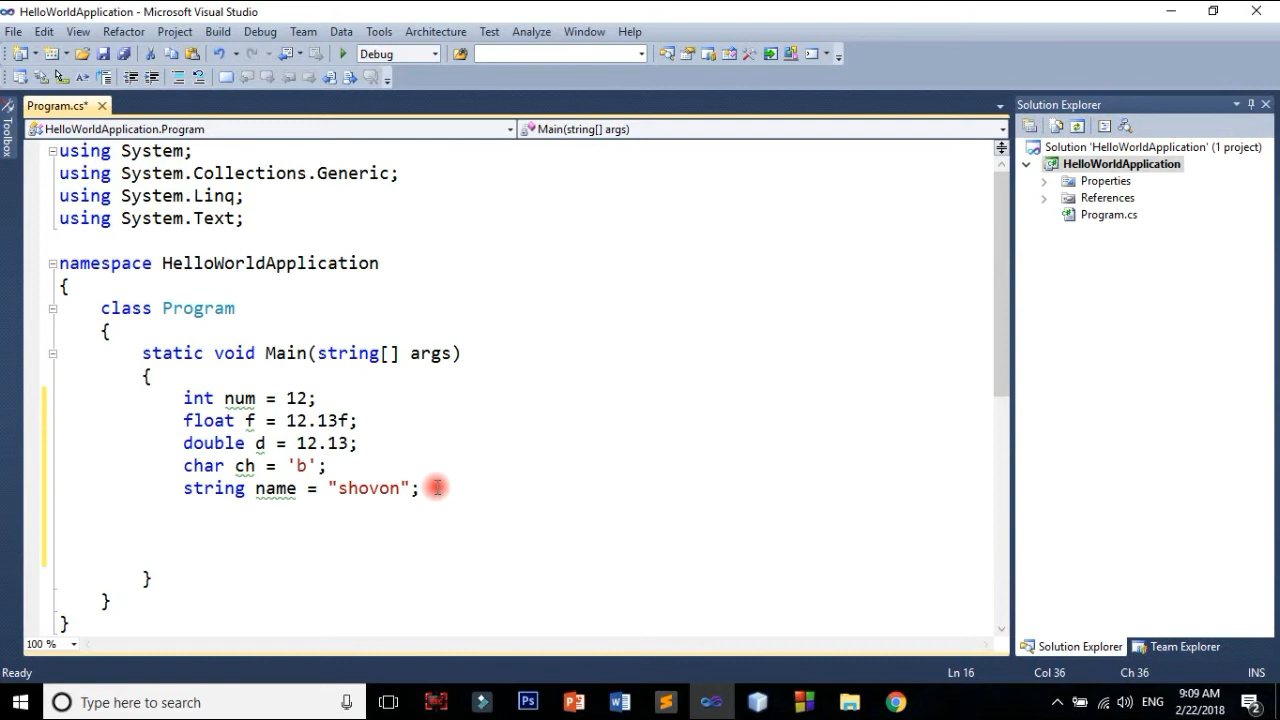 HelloWorldApplication - Microsoft Visual Studio
File Edit View Refactor Project Build Debug Team Data Tools Architecture Test Analyze Window Help
Debug
Program.cs*
HelloWorldApplication.Program
Main(string[] args)
Toolbox
using System;
using System.Collections.Generic;
using System.Linq;
using System.Text;
namespace HelloWorldApplication
{
class Program
{
static void Main(string[] args)
{
int num = 12;
float f = 12.13f;
double d = 12.13;
char ch = 'b';
string name = "shovon";
}
}
}
100 %
Solution Explorer
Solution 'HelloWorldApplication' (1 project)
HelloWorldApplication
Properties
References
Program.cs
Solution Explorer Team Explorer
Ready Ln 16 Col 36 Ch 36 INS
Type here to search
Ps
ENG
9:09 AM
2/22/2018
2